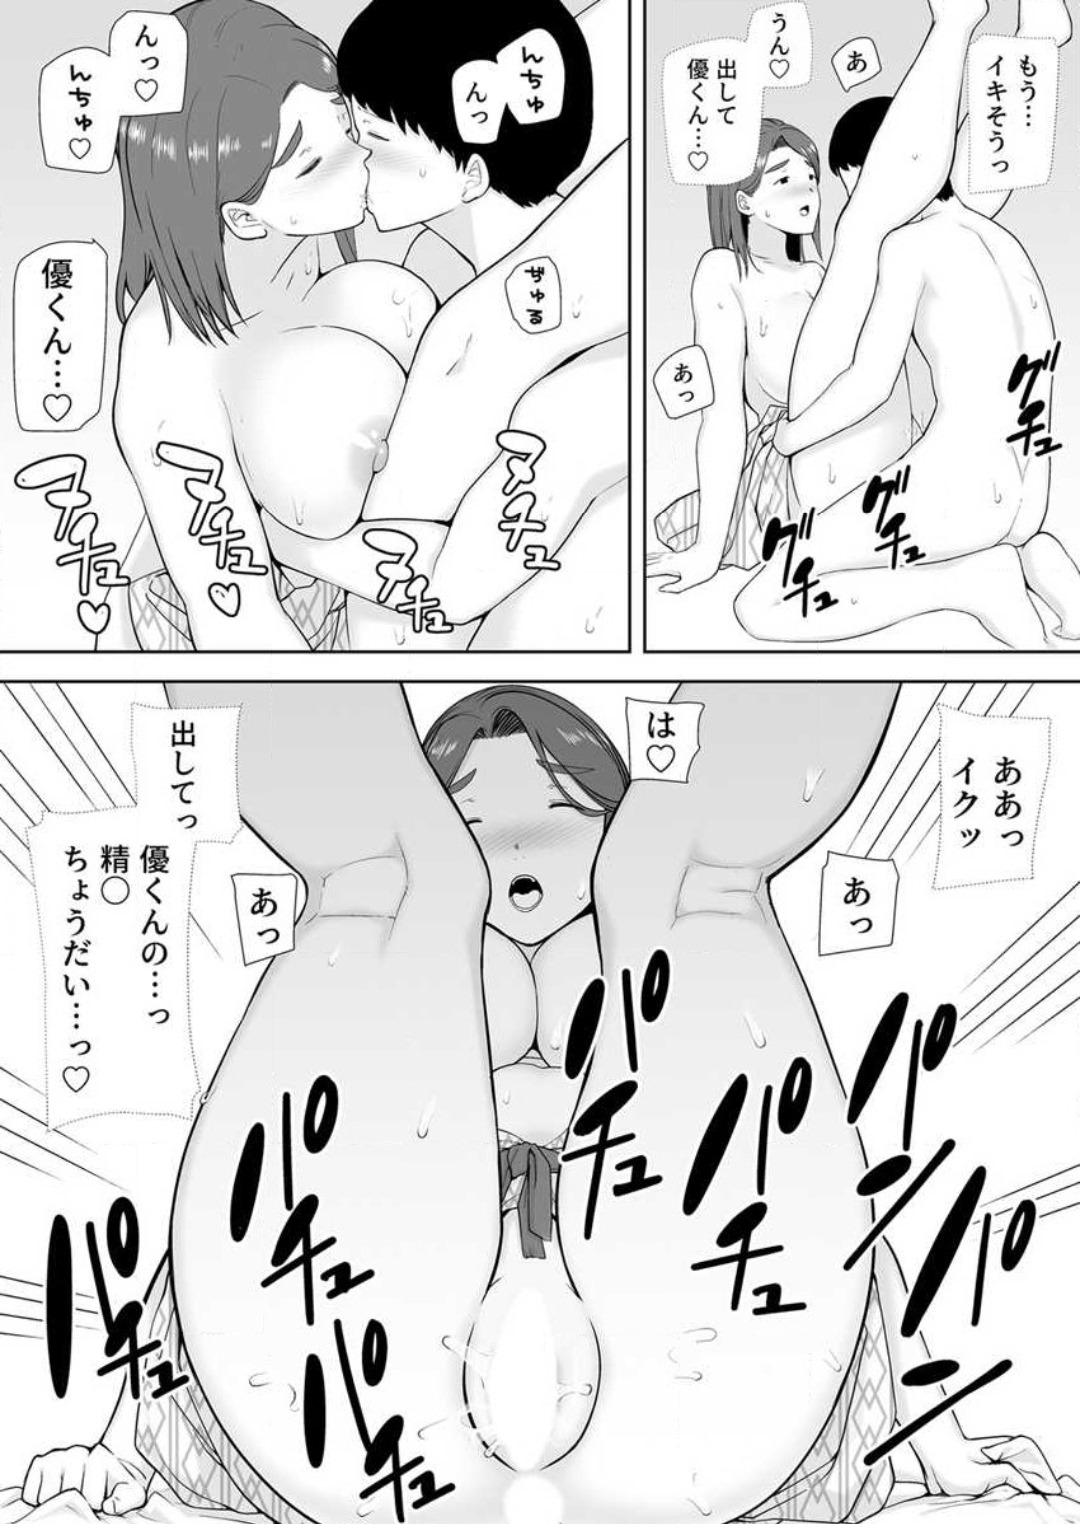 もう…
イキそうっ
あ
うん♡
出して
優くん…♡
あっ
グチュ
グチュ
グチュ
んちゅ
んっ
んっ♡
んちゅ♡
ぢゅる
優くん…♡
ヌチュ
ヌチュ
ヌチュ♡
ヌチュ♡
ああっ
イクッ
は♡
あっ
あっ
出してっ
優くんの…っ
精〇
ちょうだい…っ♡
パンパン
パチュ
パチュ
パチュ
パチュ
パチュ